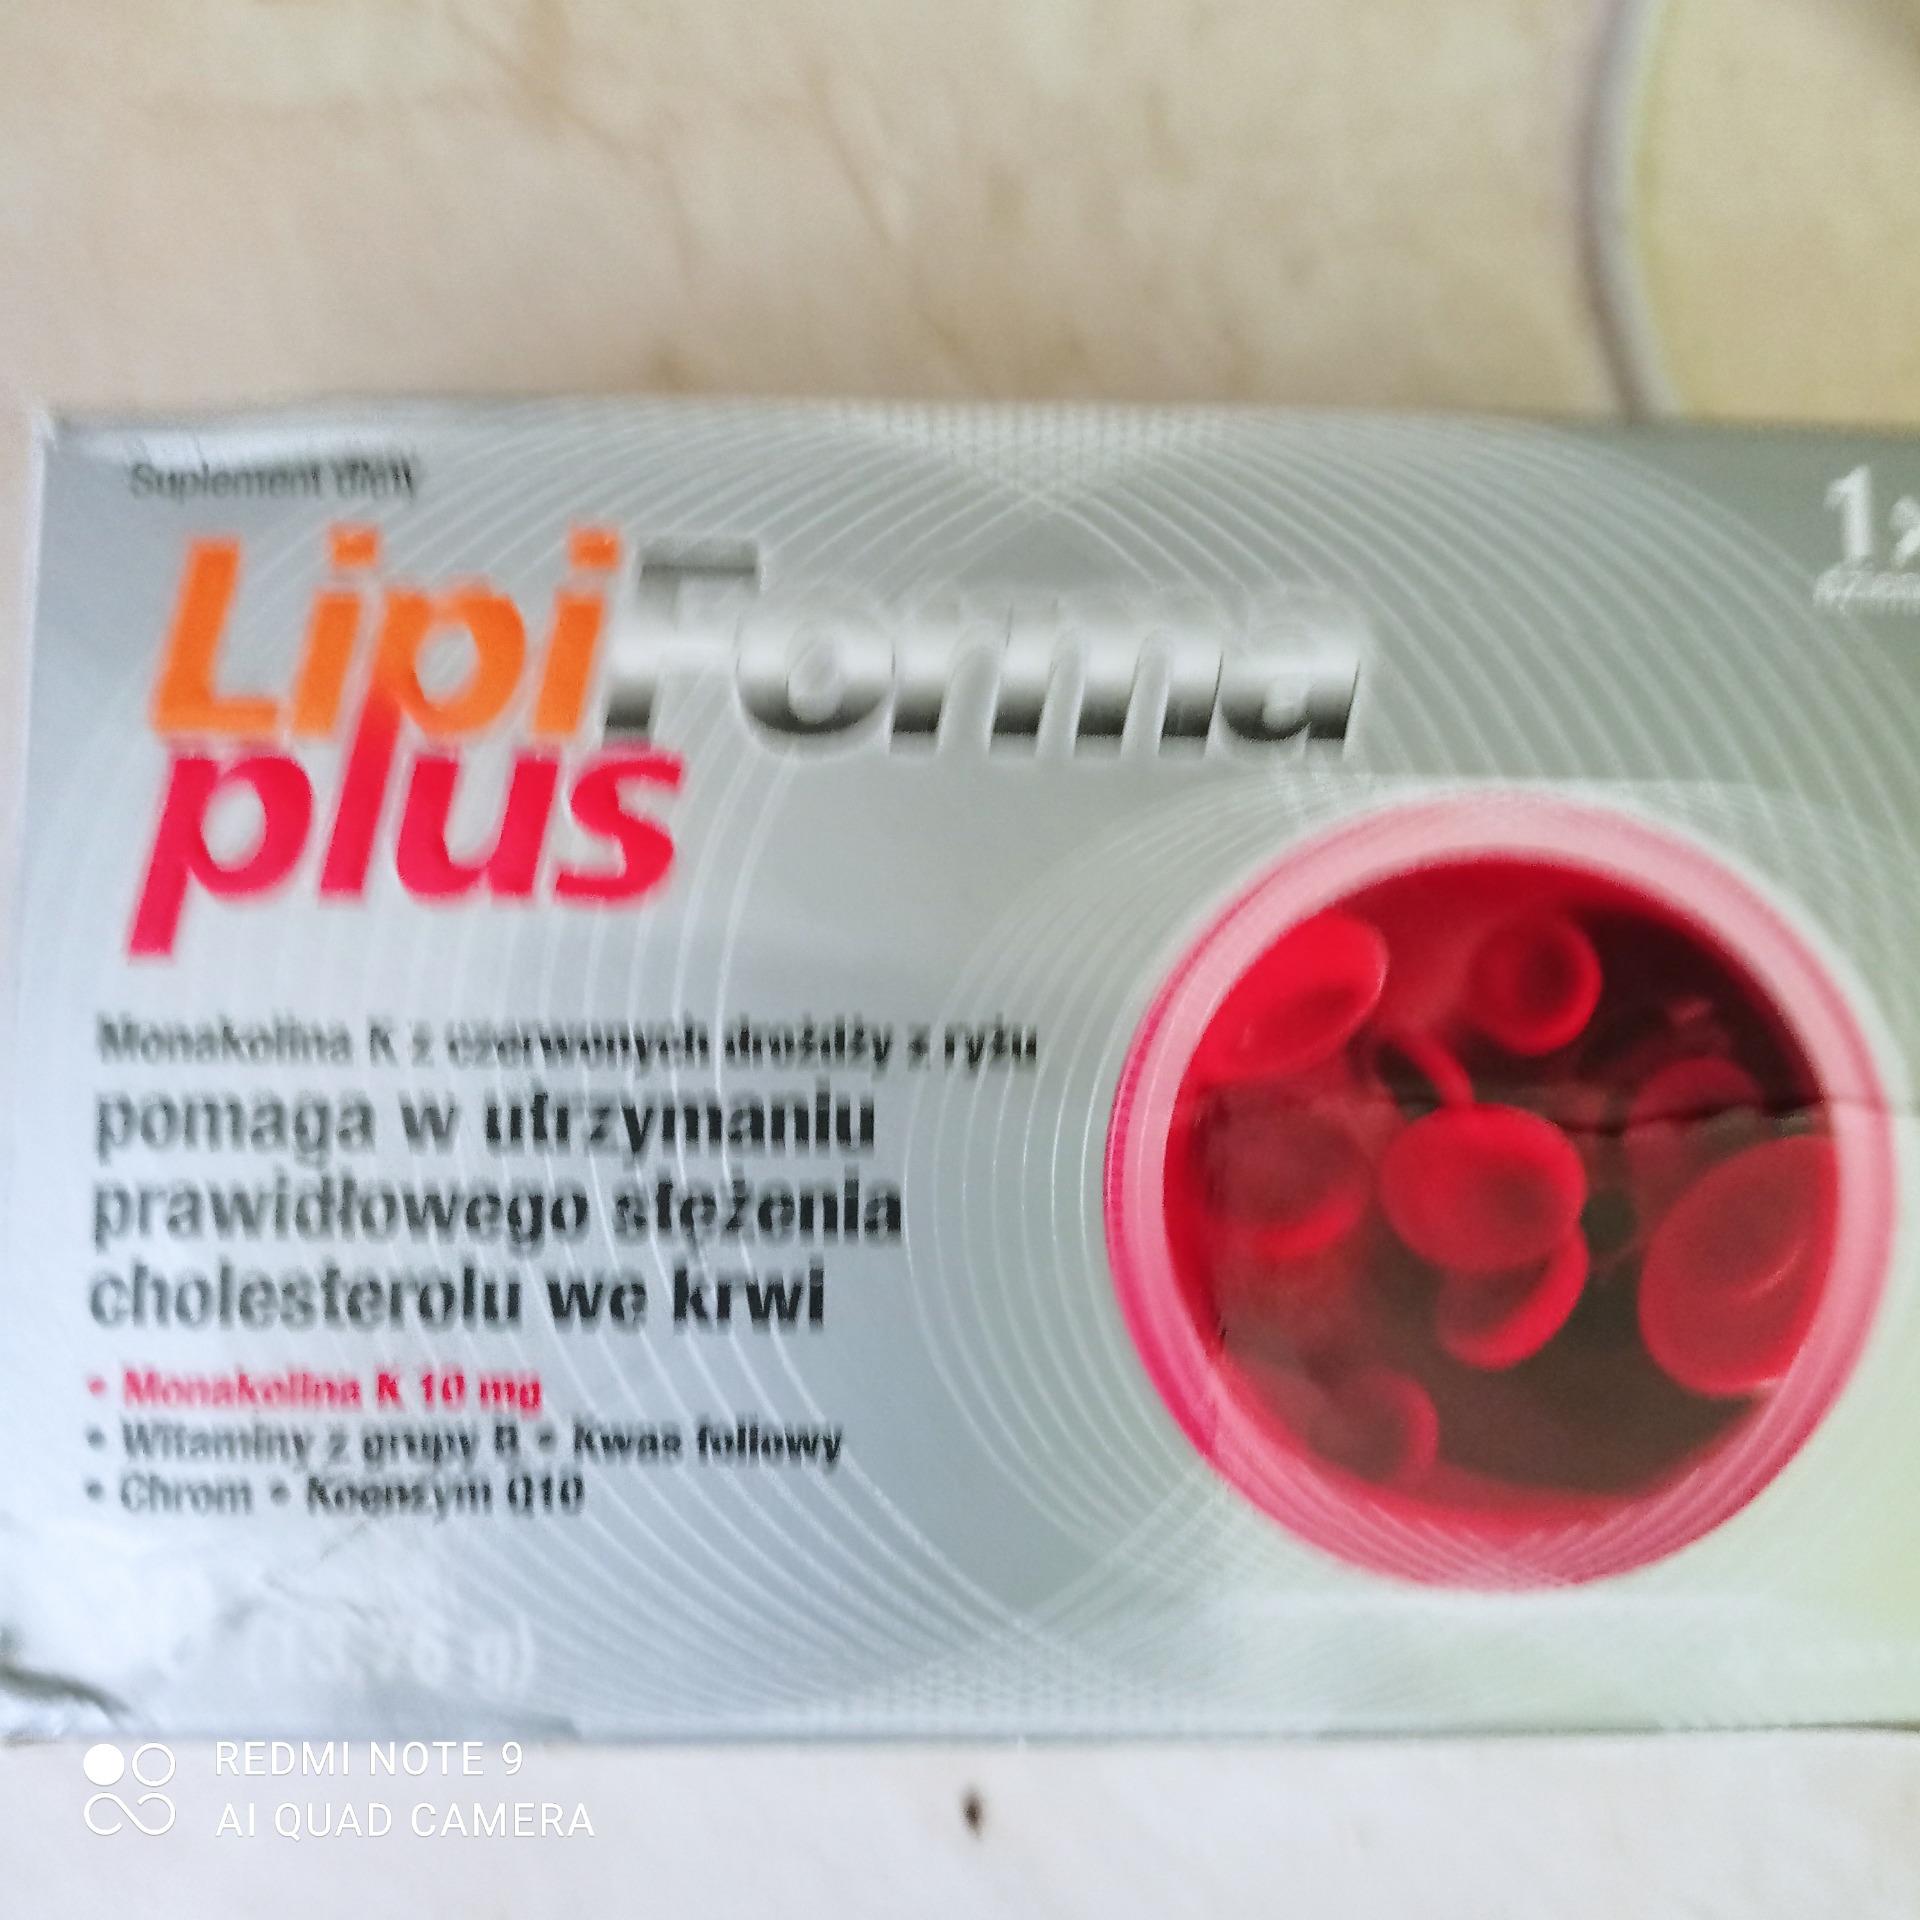 Suplement diety
1x
LipiForma
plus
Monakolina K z czerwonych drożdży z ryżu
pomaga w utrzymaniu
prawidłowego stężenia
cholesterolu we krwi
• Monakolina K 10 mg
• Witaminy z grupy B • Kwas foliowy
• Chrom • Koenzym Q10
REDMI NOTE 9
AI QUAD CAMERA